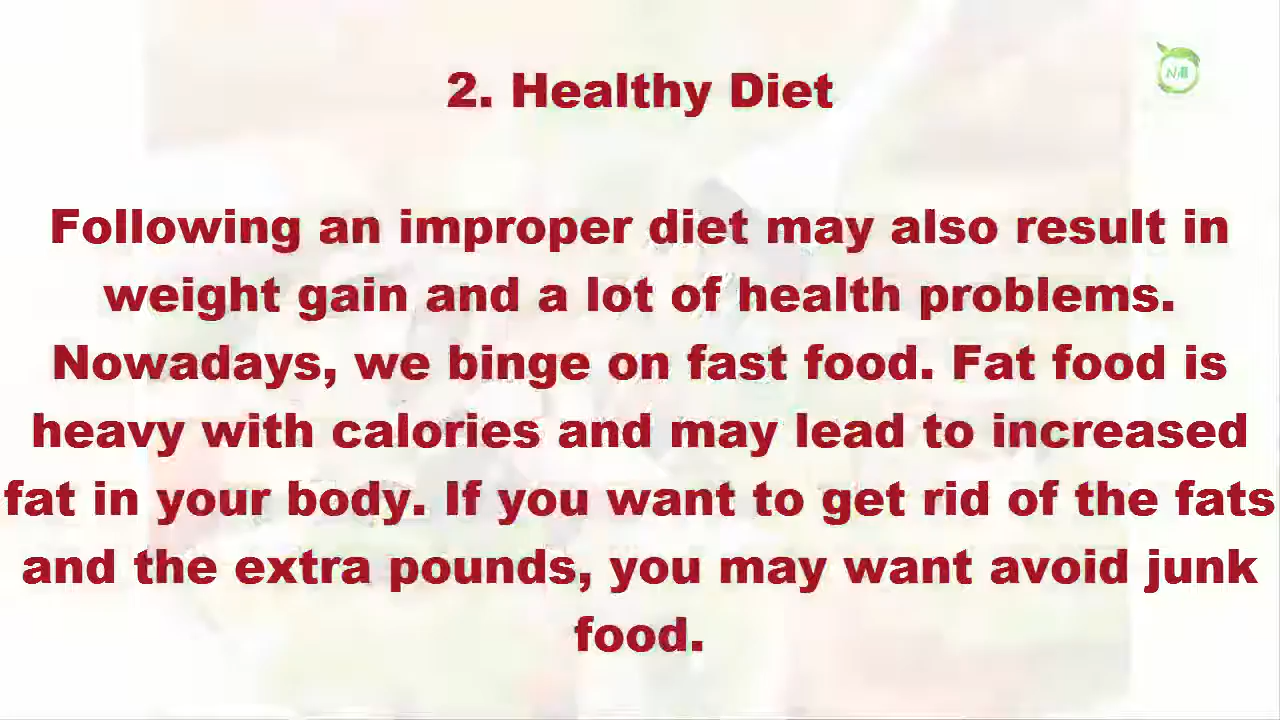 2. Healthy Diet
Following an improper diet may also result in
weight gain and a lot of health problems.
Nowadays, we binge on fast food. Fat food is
heavy with calories and may lead to increased
fat in your body. If you want to get rid of the fats
and the extra pounds, you may want avoid junk
food.